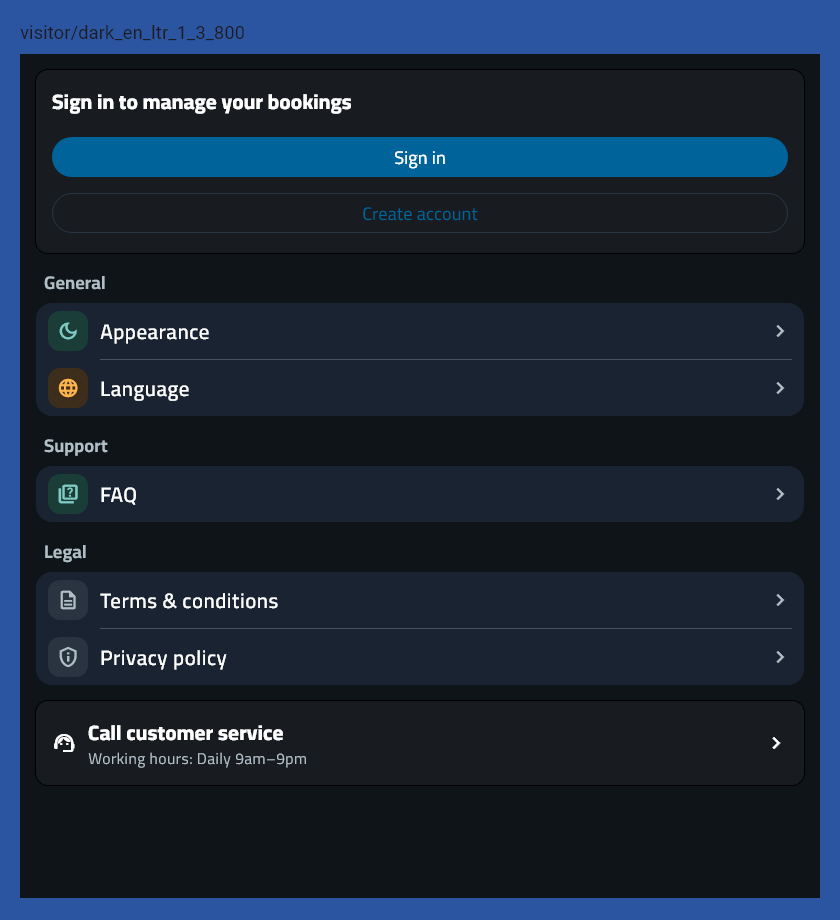 visitor/dark_en_ltr_1_3_800
Sign in to manage your bookings
Sign in
Create account
General
Appearance
Language
Support
FAQ
Legal
Terms & conditions
Privacy policy
Call customer service
Working hours: Daily 9am–9pm